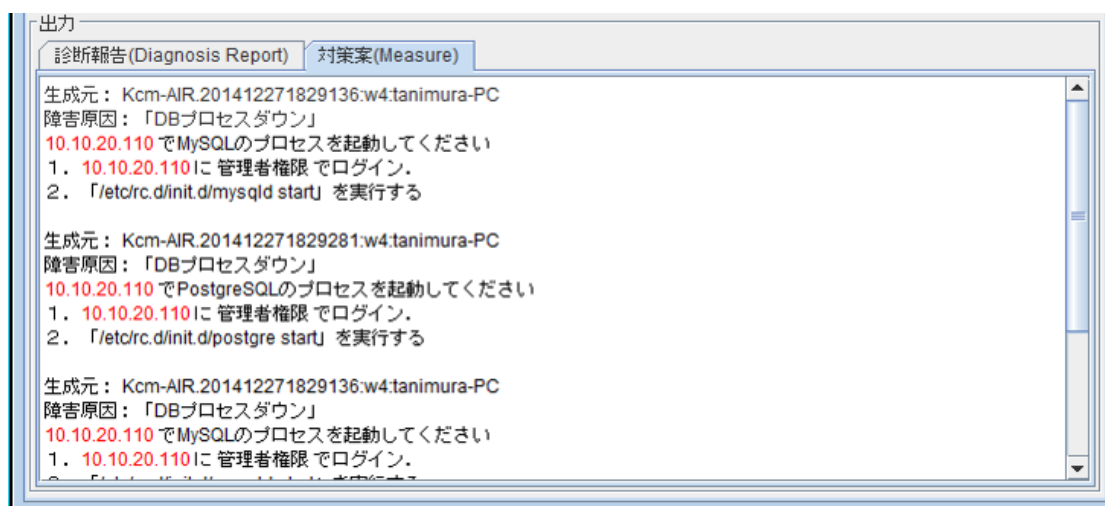 出力
診断報告(Diagnosis Report) 対策案(Measure)
生成元： Kcm-AIR.201412271829136:w4:tanimura-PC
障害原因：「DBプロセスダウン」
10.10.20.110 でMySQLのプロセスを起動してください
１．10.10.20.110に 管理者権限 でログイン．
２．「/etc/rc.d/init.d/mysqld start」を実行する
生成元： Kcm-AIR.201412271829281:w4:tanimura-PC
障害原因：「DBプロセスダウン」
10.10.20.110 でPostgreSQLのプロセスを起動してください
１．10.10.20.110に 管理者権限 でログイン．
２．「/etc/rc.d/init.d/postgre start」を実行する
生成元： Kcm-AIR.201412271829136:w4:tanimura-PC
障害原因：「DBプロセスダウン」
10.10.20.110 でMySQLのプロセスを起動してください
１．10.10.20.110に 管理者権限 でログイン．